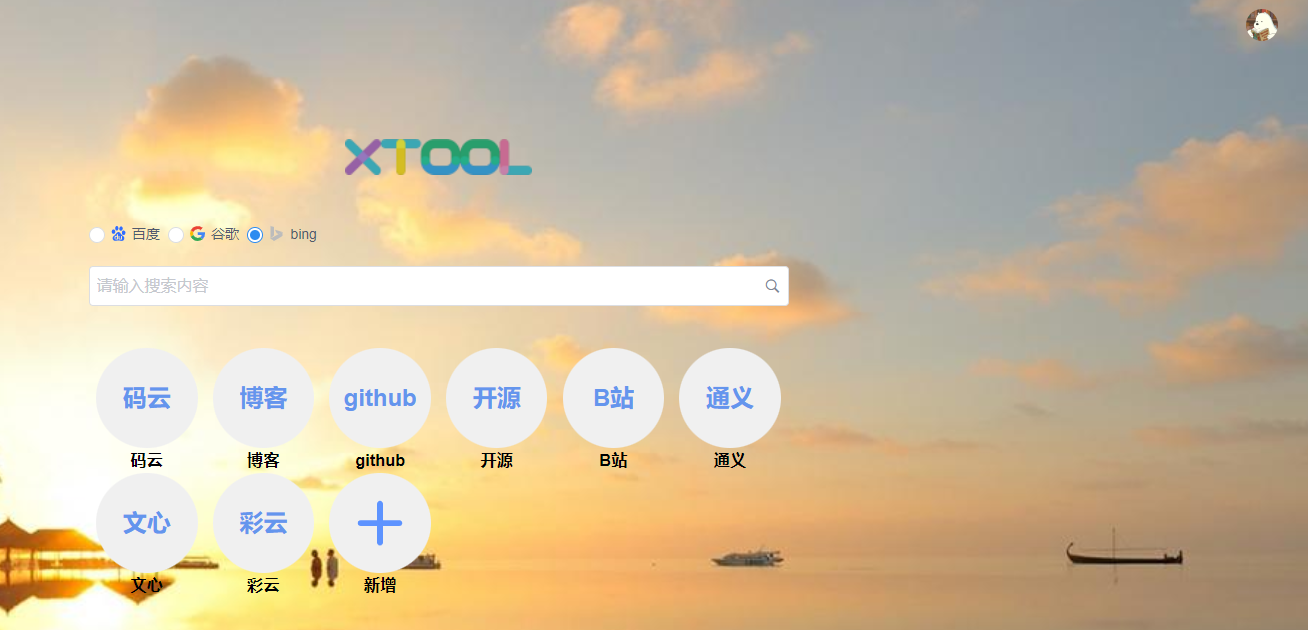 XTOOL
百度 谷歌 bing
请输入搜索内容
码云 博客 github 开源 B站 通义
码云 博客 github 开源 B站 通义
文心 彩云
文心 彩云 新增